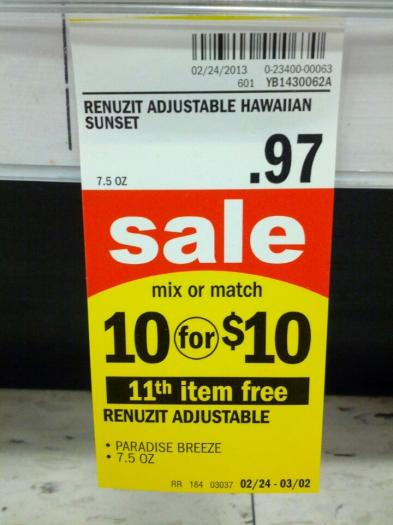 02/24/2013 0-23400-00063
601 YB1430062A
RENUZIT ADJUSTABLE HAWAIIAN
SUNSET
.97
7.5 OZ
sale
mix or match
10 for $10
11th item free
RENUZIT ADJUSTABLE
• PARADISE BREEZE
• 7.5 OZ
RR 184 03037 02/24 - 03/02